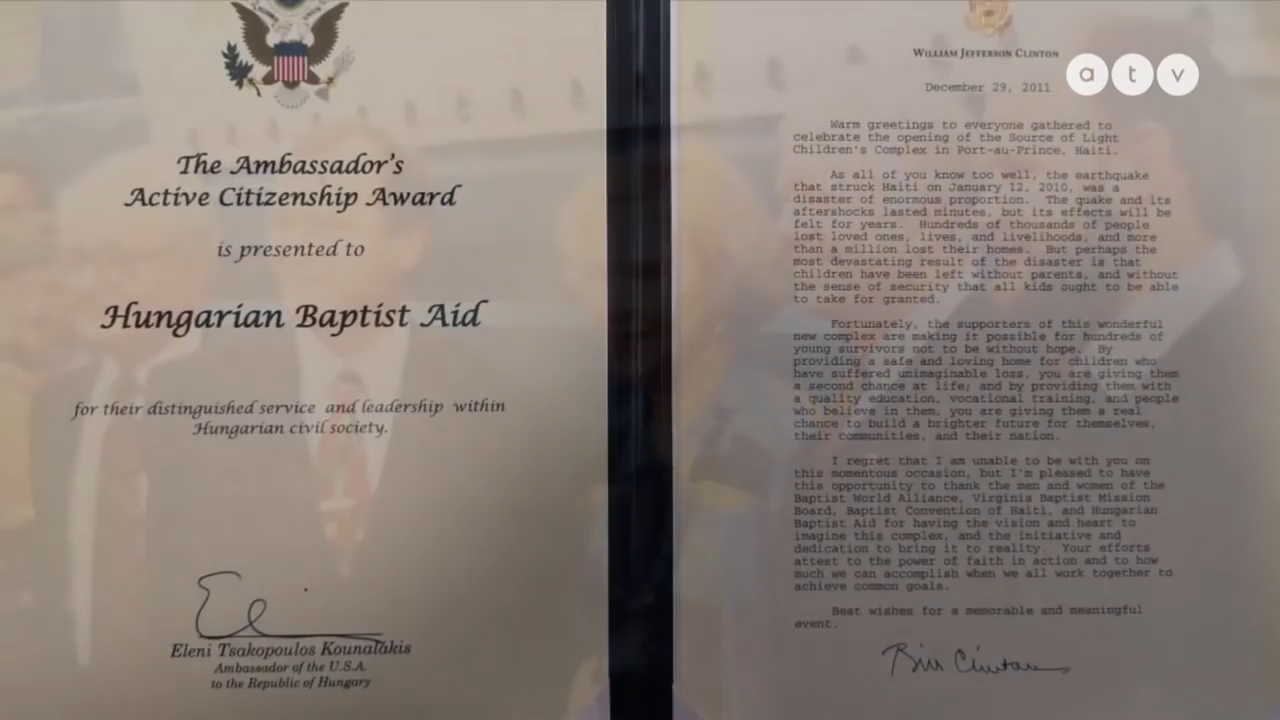 The Ambassador's
Active Citizenship Award
is presented to
Hungarian Baptist Aid
for their distinguished service and leadership within
Hungarian civil society.
Eleni Tsakopoulos Kounalakis
Ambassador of the U.S.A.
to the Republic of Hungary
WILLIAM JEFFERSON CLINTON
atv
December 29, 2011
Warm greetings to everyone gathered to
celebrate the opening of the Source of Light
Children's Complex in Port-au-Prince, Haiti.
As all of you know too well, the earthquake
that struck Haiti on January 12, 2010, was a
disaster of enormous proportion. The quake and its
aftershocks lasted minutes, but its effects will be
felt for years. Hundreds of thousands of people
lost loved ones, lives, and livelihoods, and more
than a million lost their homes. But perhaps the
most devastating result of the disaster is that
children have been left without parents, and without
the sense of security that all kids ought to be able
to take for granted.
Fortunately, the supporters of this wonderful
new complex are making it possible for hundreds of
young survivors not to be without hope. By
providing a safe and loving home for children who
have suffered unimaginable loss, you are giving them
a second chance at life; and by providing them with
a quality education, vocational training, and people
who believe in them, you are giving them a real
chance to build a brighter future for themselves,
their communities, and their nation.
I regret that I am unable to be with you on
this momentous occasion, but I'm pleased to have
this opportunity to thank the men and women of the
Baptist World Alliance, Virginia Baptist Mission
Board, Baptist Convention of Haiti, and Hungarian
Baptist Aid for having the vision and heart to
imagine this complex, and the initiative and
dedication to bring it to reality. Your efforts
attest to the power of faith in action and to how
much we can accomplish when we all work together to
achieve common goals.
Best wishes for a memorable and meaningful
event.
Bill Clinton